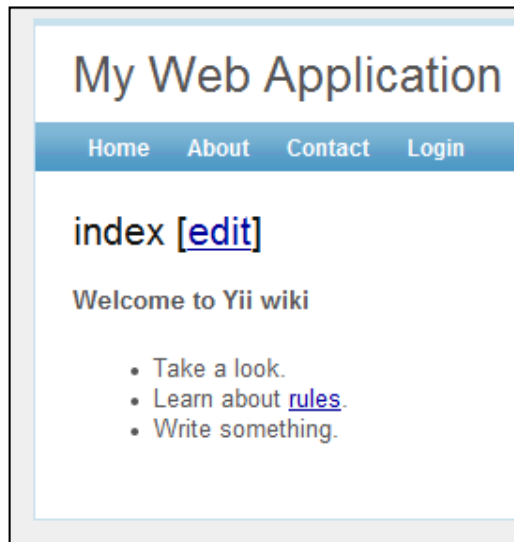 My Web Application
Home About Contact Login
index [edit]
Welcome to Yii wiki
• Take a look.
• Learn about rules.
• Write something.